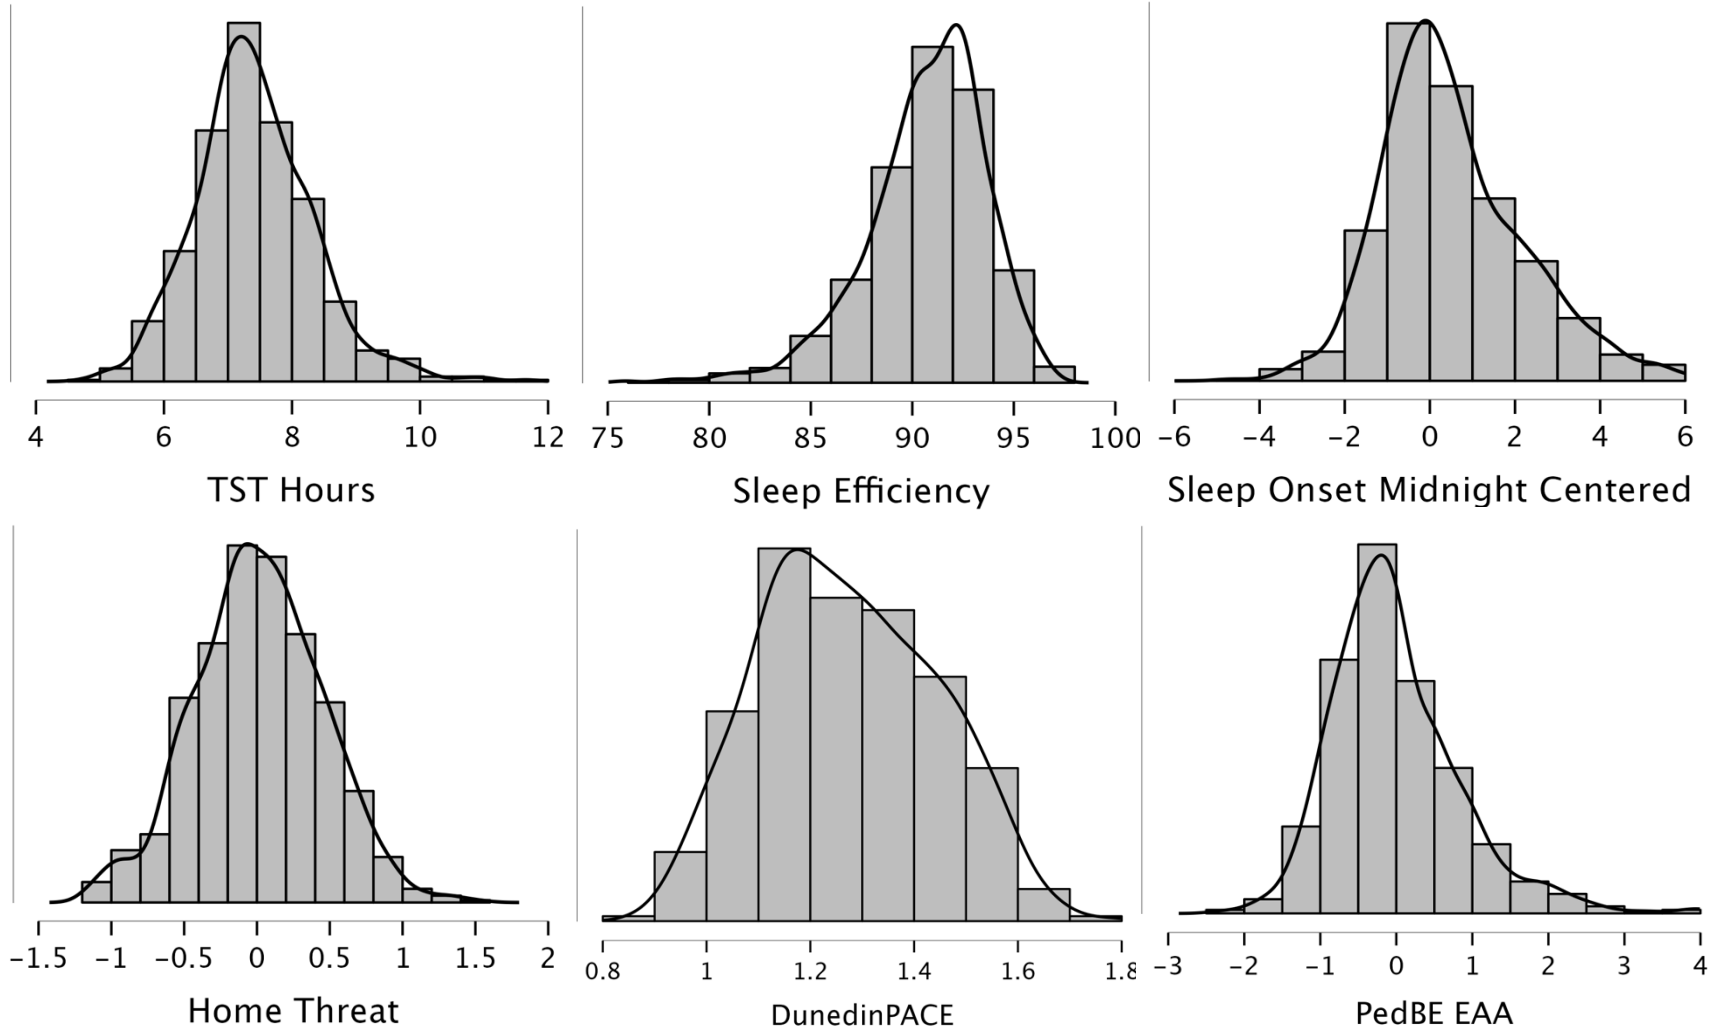 4 6 8 10 12
TST Hours
75 80 85 90 95 100
Sleep Efficiency
−6 −4 −2 0 2 4 6
Sleep Onset Midnight Centered
−1.5 −1 −0.5 0 0.5 1 1.5 2
Home Threat
0.8 1 1.2 1.4 1.6 1.8
DunedinPACE
−3 −2 −1 0 1 2 3 4
PedBE EAA